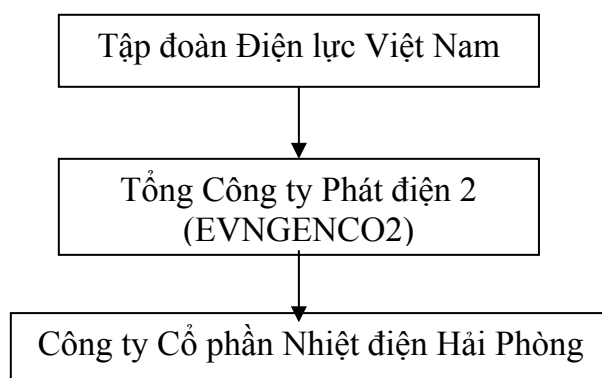 Tập đoàn Điện lực Việt Nam
Tổng Công ty Phát điện 2
(EVNGENCO2)
Công ty Cổ phần Nhiệt điện Hải Phòng